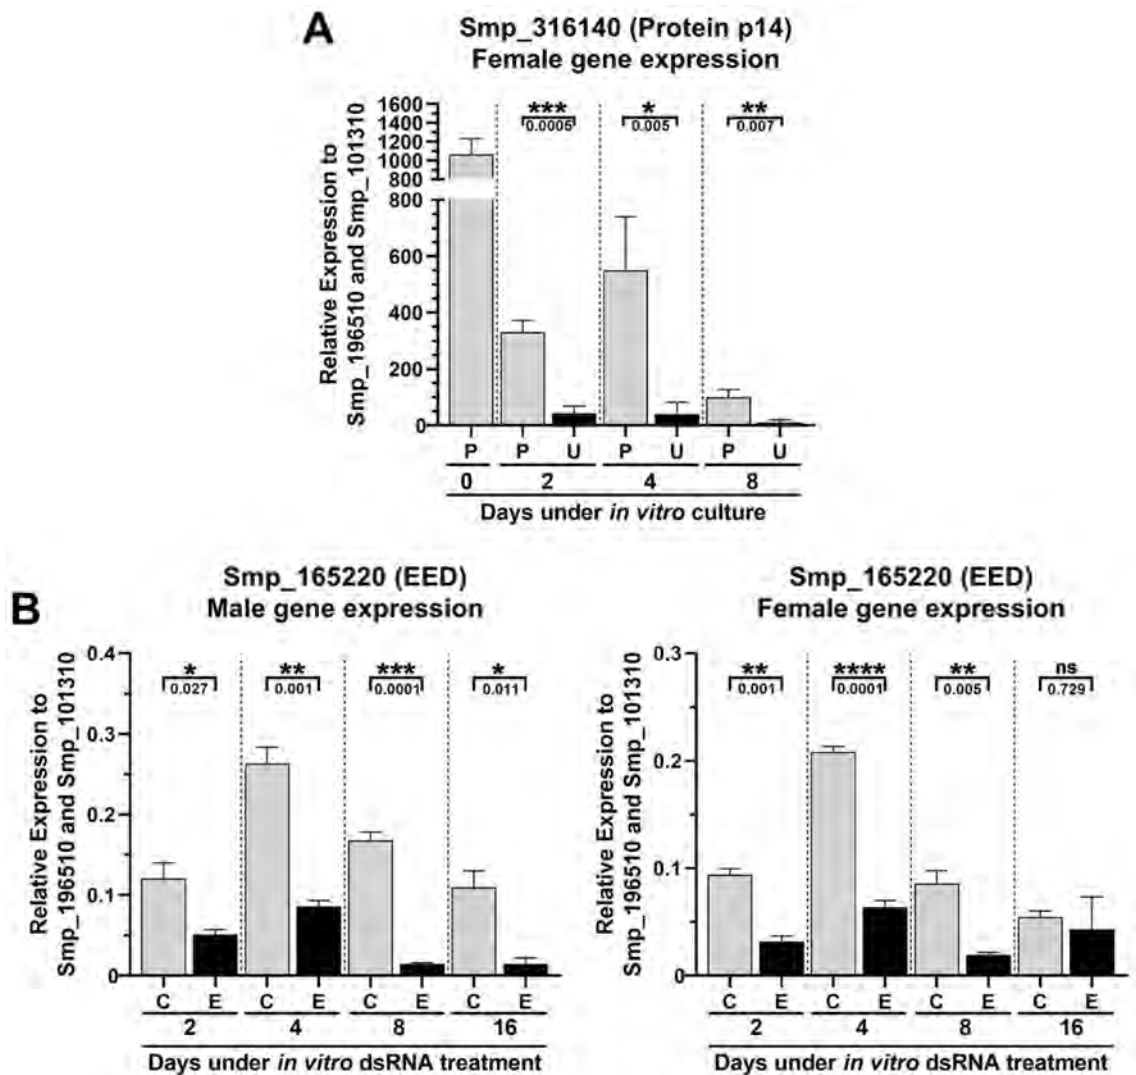 A
Smp_316140 (Protein p14)
Female gene expression
Relative Expression to
Smp_196510 and Smp_101310
1600
1400
1200
1000
800
800
600
400
200
0
***
0.0005
*
0.005
**
0.007
P P U P U P U
0 2 4 8
Days under in vitro culture
B
Smp_165220 (EED)
Male gene expression
Relative Expression to
Smp_196510 and Smp_101310
0.4
0.3
0.2
0.1
0
*
0.027
**
0.001
***
0.0001
*
0.011
C E C E C E C E
2 4 8 16
Days under in vitro dsRNA treatment
Smp_165220 (EED)
Female gene expression
Relative Expression to
Smp_196510 and Smp_101310
0.3
0.2
0.1
0
**
0.001
****
0.0001
**
0.005
ns
0.729
C E C E C E C E
2 4 8 16
Days under in vitro dsRNA treatment